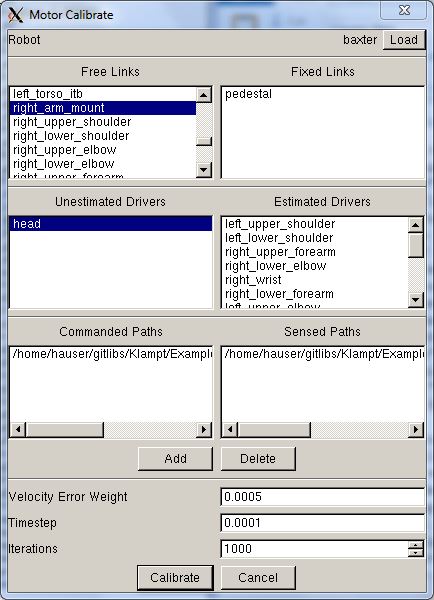 Motor Calibrate
Robot baxter Load
Free Links Fixed Links
left_torso_itb
right_arm_mount
right_upper_shoulder
right_lower_shoulder
right_upper_elbow
right_lower_elbow
right_upper_forearm
pedestal
Unestimated Drivers Estimated Drivers
head
left_upper_shoulder
left_lower_shoulder
right_upper_forearm
right_lower_elbow
right_wrist
right_lower_forearm
left_upper_elbow
Commanded Paths Sensed Paths
/home/hauser/gitlibs/Klampt/Example
/home/hauser/gitlibs/Klampt/Example
Add Delete
Velocity Error Weight 0.0005
Timestep 0.0001
Iterations 1000
Calibrate Cancel